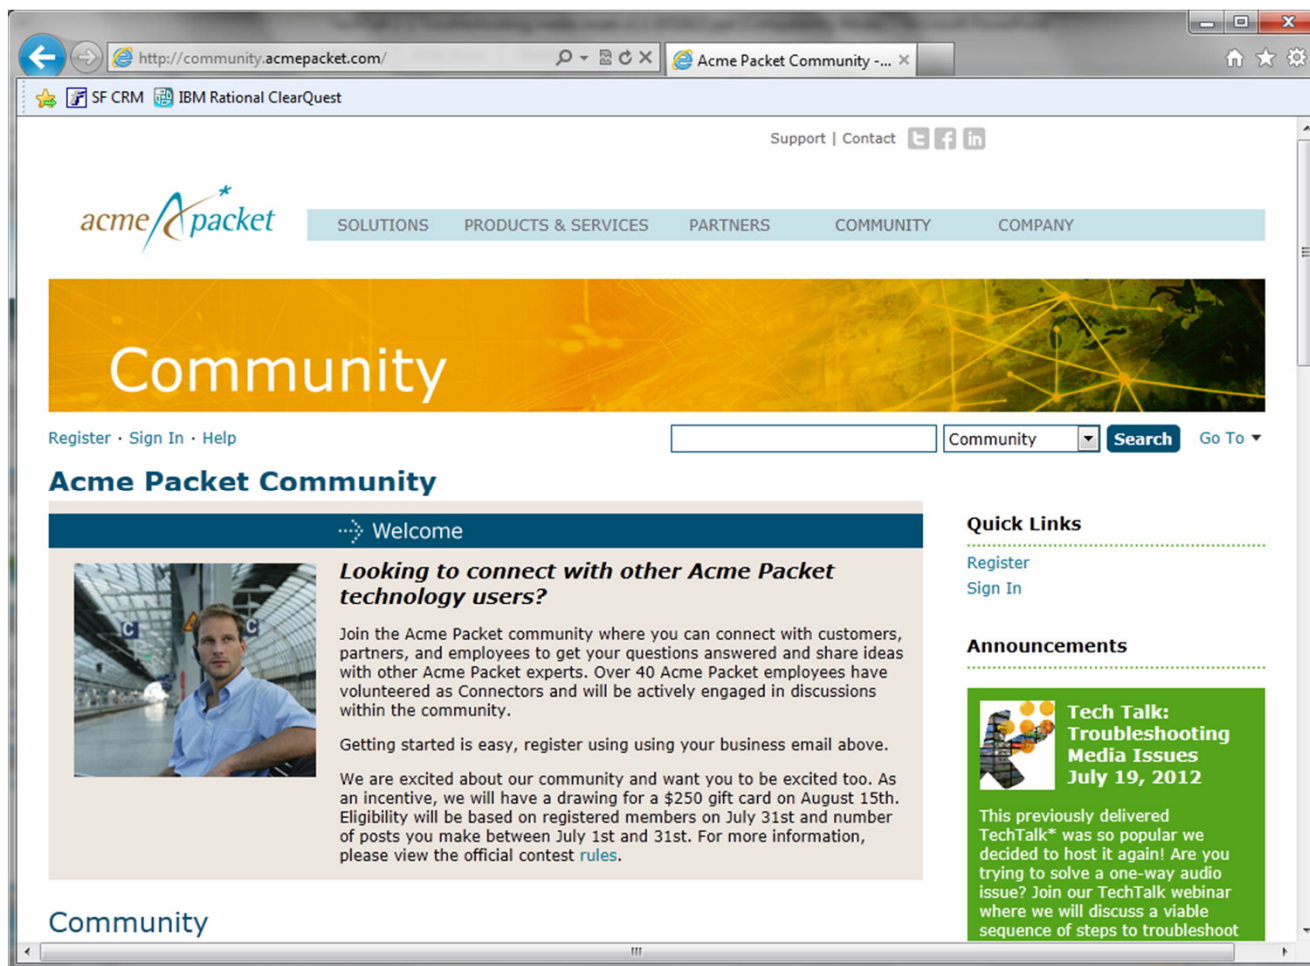 http://community.acmepacket.com/
Acme Packet Community -...
SF CRM
IBM Rational ClearQuest
Support | Contact
acme packet
SOLUTIONS PRODUCTS & SERVICES PARTNERS COMMUNITY COMPANY
Community
Register · Sign In · Help
Community
Search
Go To
Acme Packet Community
Welcome
Looking to connect with other Acme Packet
technology users?
Join the Acme Packet community where you can connect with customers,
partners, and employees to get your questions answered and share ideas
with other Acme Packet experts. Over 40 Acme Packet employees have
volunteered as Connectors and will be actively engaged in discussions
within the community.
Getting started is easy, register using using your business email above.
We are excited about our community and want you to be excited too. As
an incentive, we will have a drawing for a $250 gift card on August 15th.
Eligibility will be based on registered members on July 31st and number
of posts you make between July 1st and 31st. For more information,
please view the official contest rules.
Community
Quick Links
Register
Sign In
Announcements
Tech Talk:
Troubleshooting
Media Issues
July 19, 2012
This previously delivered
TechTalk* was so popular we
decided to host it again! Are you
trying to solve a one-way audio
issue? Join our TechTalk webinar
where we will discuss a viable
sequence of steps to troubleshoot